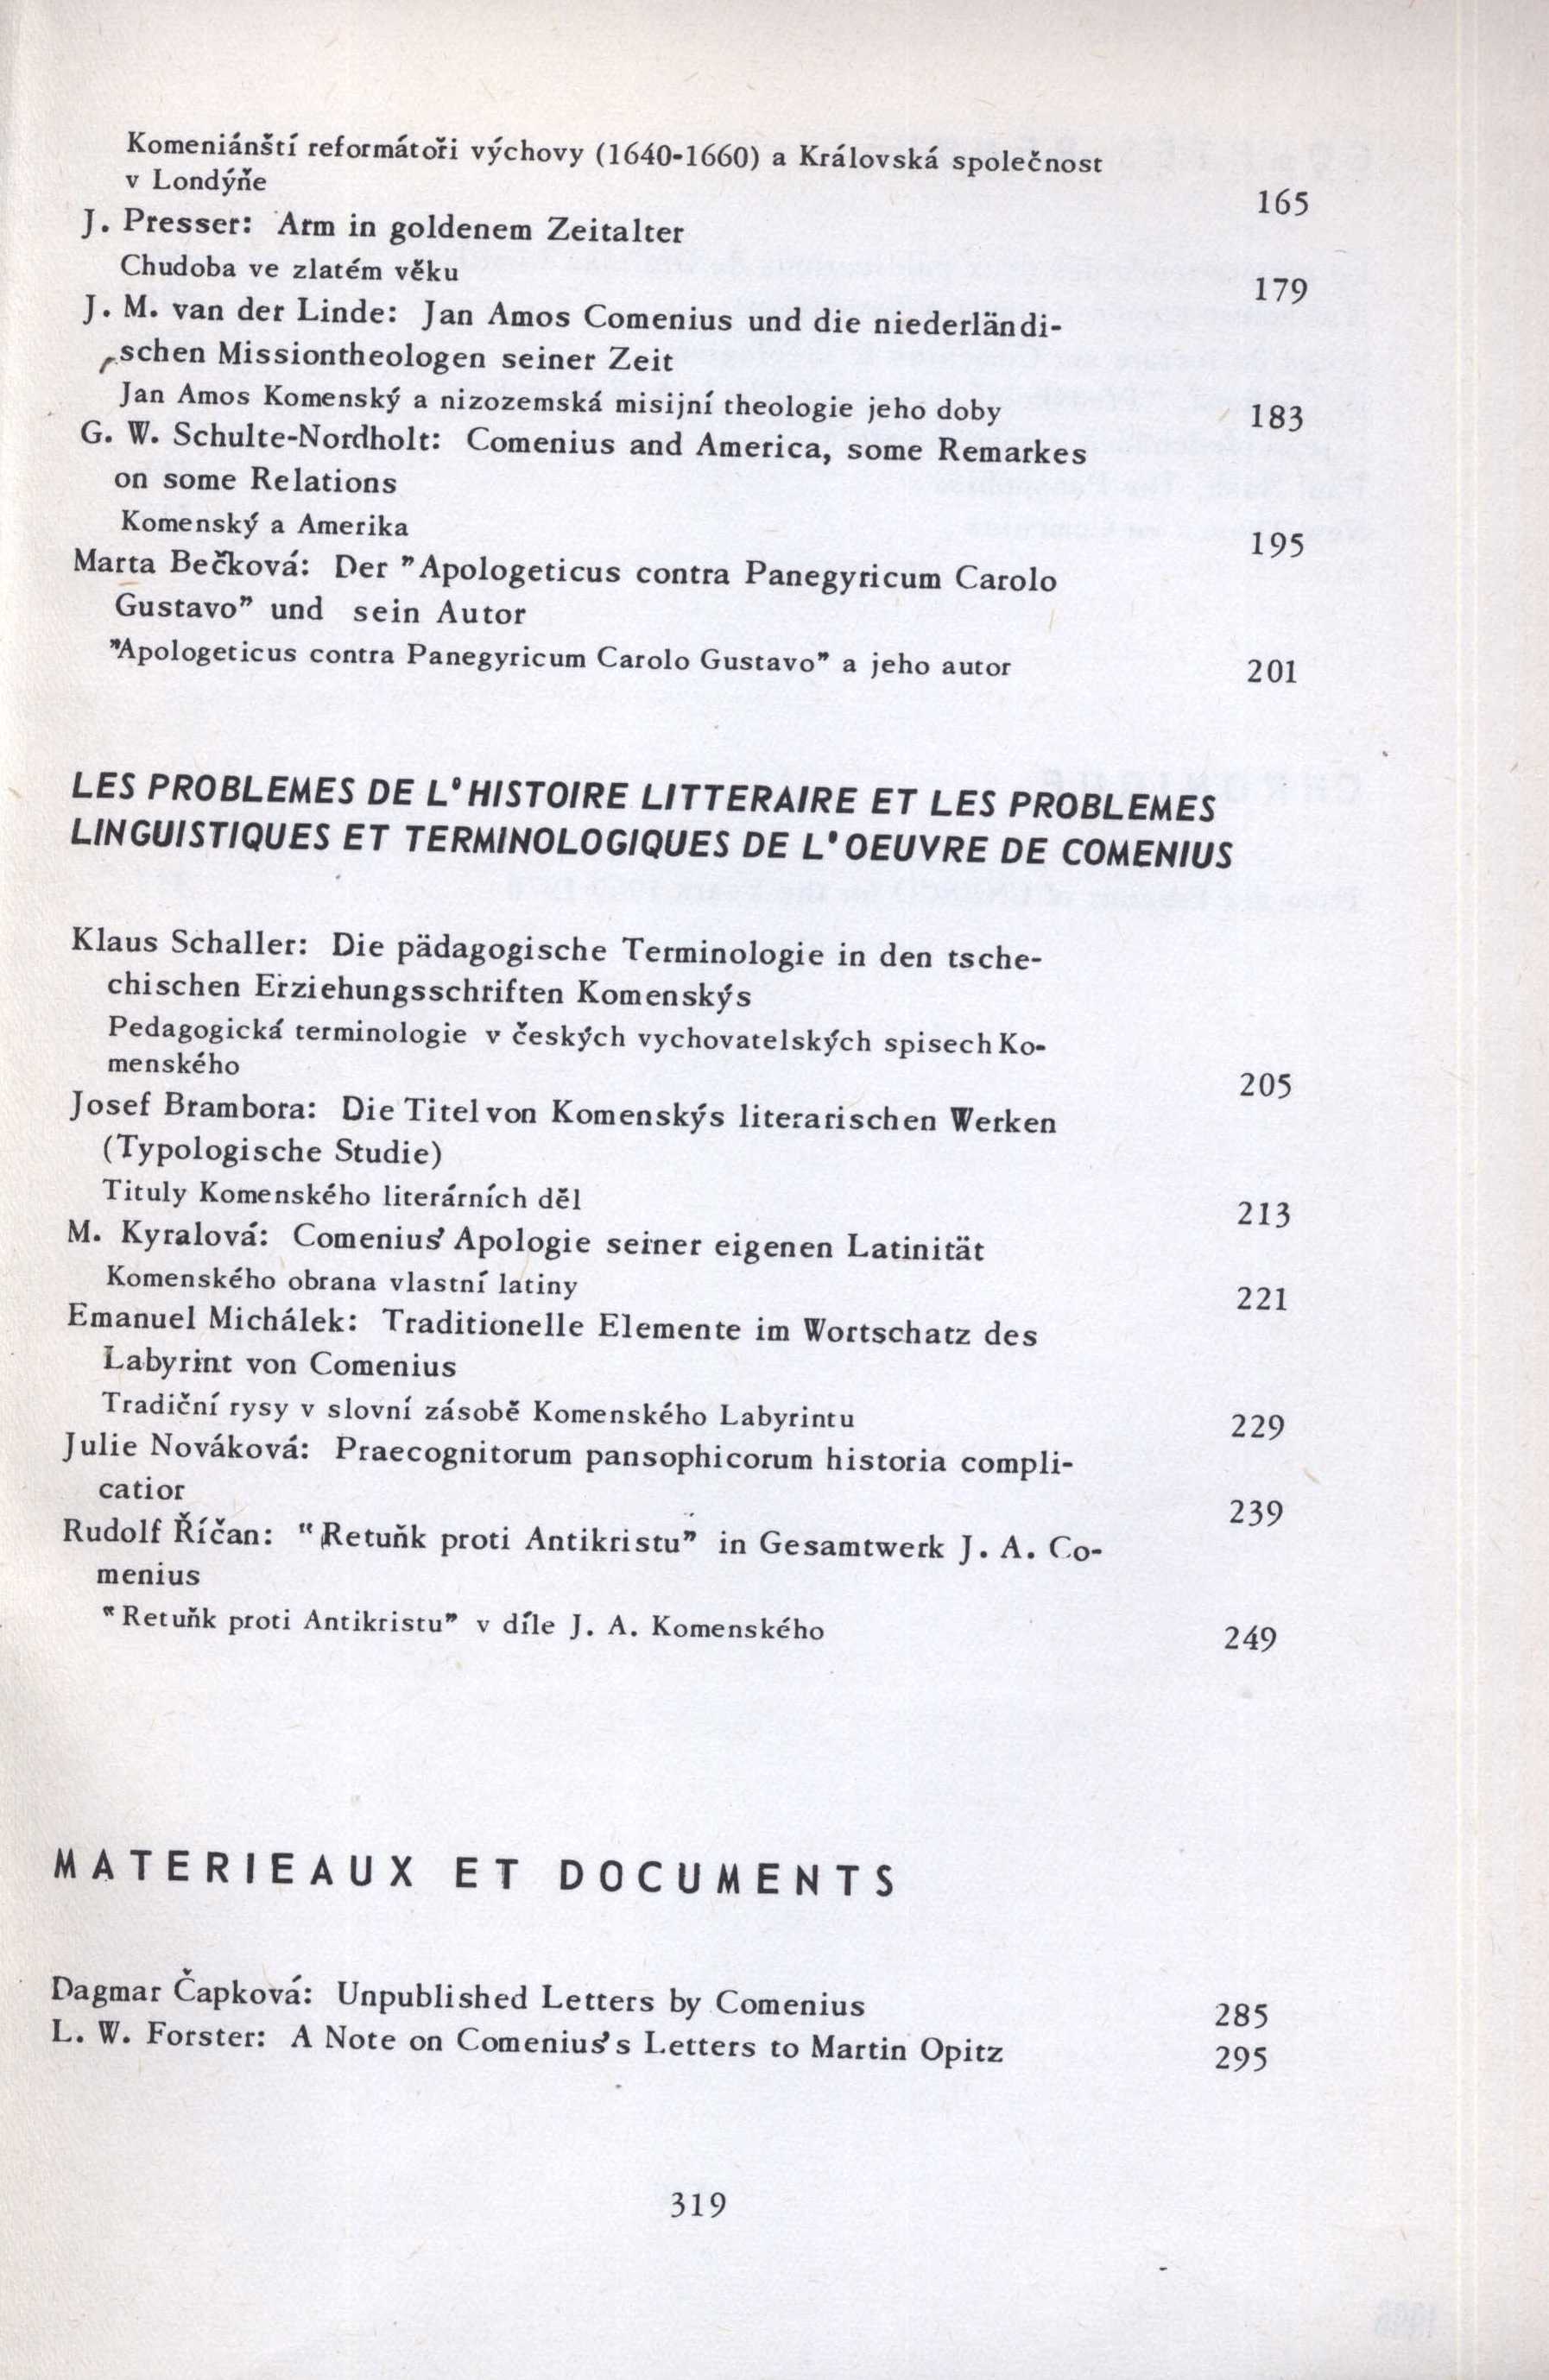 Komeniánští reformátoři výchovy (1640-1660) a Královská společnost
v Londýňe 165
J. Presser: Arm in goldenem Zeitalter
Chudoba ve zlatém věku 179
J. M. van der Linde: Jan Amos Comenius und die niederländi-
schen Missiontheologen seiner Zeit
Jan Amos Komenský a nizozemská misijní theologie jeho doby 183
G. W. Schulte-Nordholt: Comenius and America, some Remarkes
on some Relations
Komenský a Amerika 195
Marta Bečková: Der "Apologeticus contra Panegyricum Carolo
Gustavo" und sein Autor
"Apologeticus contra Panegyricum Carolo Gustavo" a jeho autor 201
LES PROBLEMES DE L'HISTOIRE LITTERAIRE ET LES PROBLEMES
LINGUISTIQUES ET TERMINOLOGIQUES DE L'OEUVRE DE COMENIUS
Klaus Schaller: Die pädagogische Terminologie in den tsche-
chischen Erziehungsschriften Komenskýs
Pedagogická terminologie v českých vychovatelských spisech Ko-
menského 205
Josef Brambora: Die Titel von Komenskýs literarischen Werken
(Typologische Studie)
Tituly Komenského literárních děl 213
M. Kyralová: Comenius' Apologie seiner eigenen Latinität
Komenského obrana vlastní latiny 221
Emanuel Michálek: Traditionelle Elemente im Wortschatz des
Labyrint von Comenius
Tradiční rysy v slovní zásobě Komenského Labyrintu 229
Julie Nováková: Praecognitorum pansophicorum historia compli-
catior 239
Rudolf Říčan: "Retuňk proti Antikristu" in Gesamtwerk J. A. Co-
menius
"Retuňk proti Antikristu" v díle J. A. Komenského 249
MATERIEAUX ET DOCUMENTS
Dagmar Čapková: Unpublished Letters by Comenius 285
L. W. Forster: A Note on Comenius's Letters to Martin Opitz 295
319